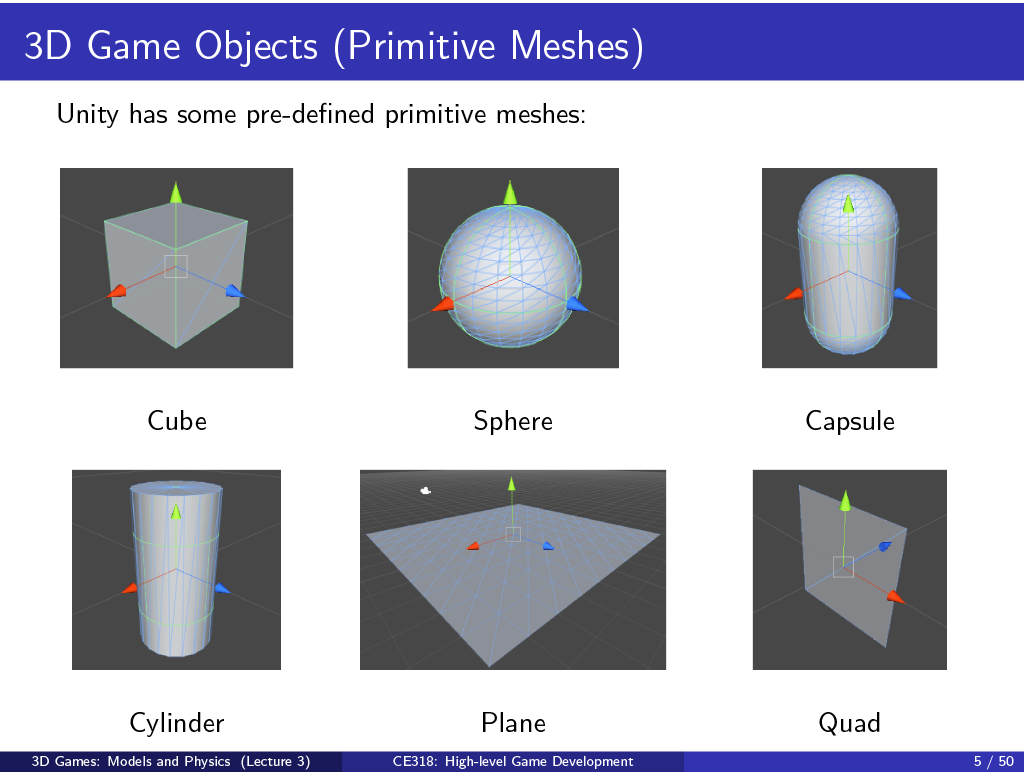 3D Game Objects (Primitive Meshes)
Unity has some pre-defined primitive meshes:
Cube
Sphere
Capsule
Cylinder
Plane
Quad
3D Games: Models and Physics (Lecture 3)
CE318: High-level Game Development
5 / 50